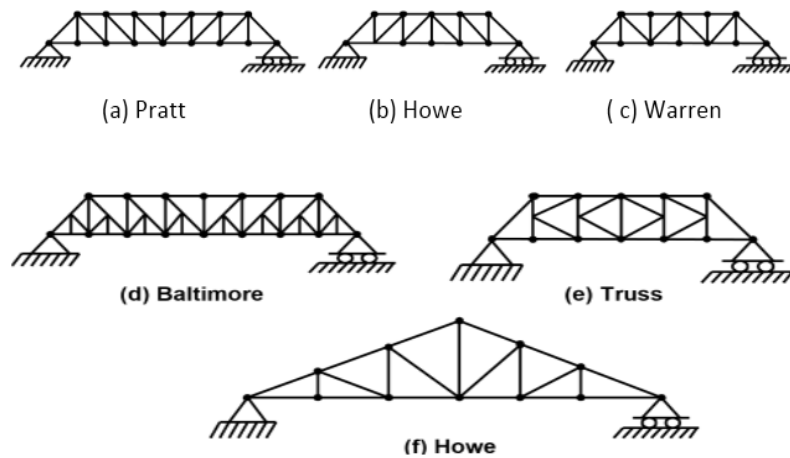 (a) Pratt
(b) Howe
( c) Warren
(d) Baltimore
(e) Truss
(f) Howe